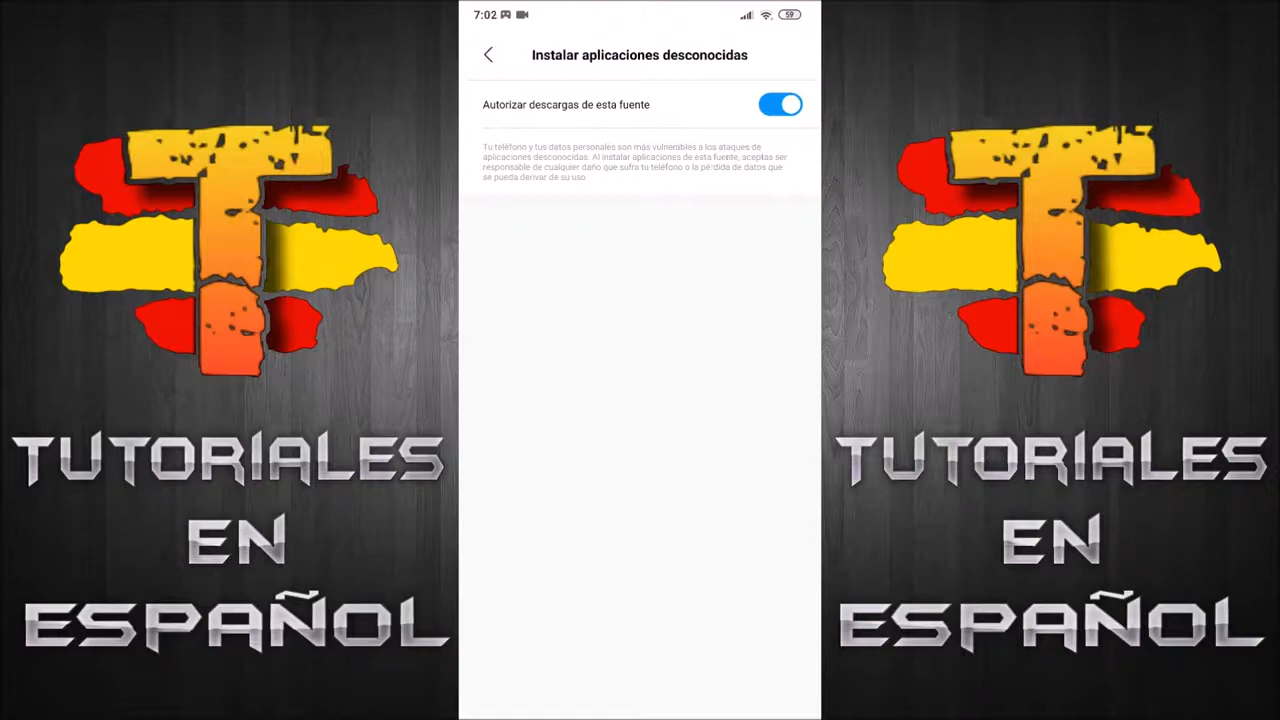 7:02
59
Instalar aplicaciones desconocidas
Autorizar descargas de esta fuente
Tu teléfono y tus datos personales son más vulnerables a los ataques de
aplicaciones desconocidas. Al instalar aplicaciones de esta fuente, aceptas ser
responsable de cualquier daño que sufra tu teléfono o la pérdida de datos que
se pueda derivar de su uso.
TUTORIALES
EN
ESPAÑOL
TUTORIALES
EN
ESPAÑOL